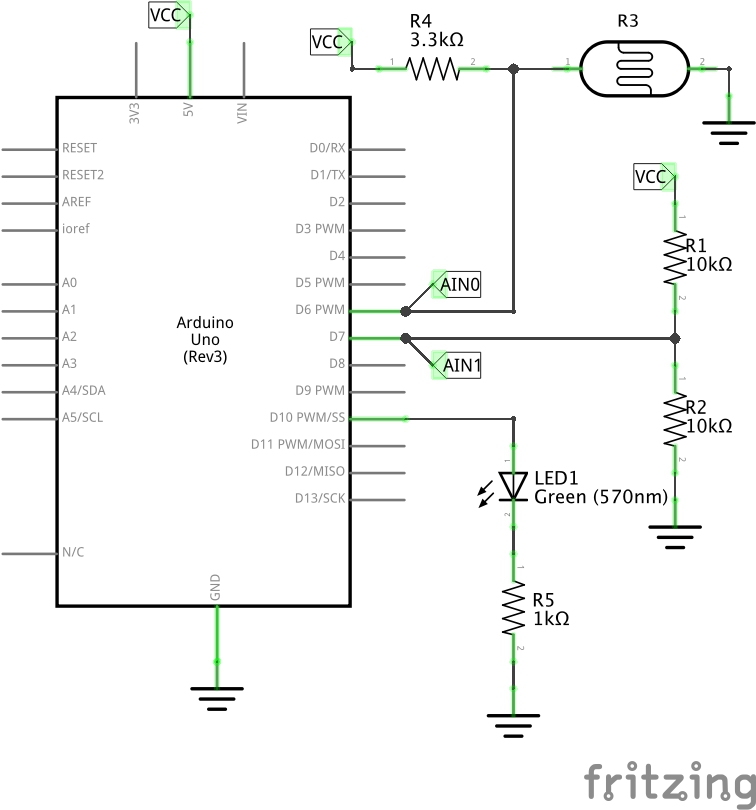 VCC
VCC
R4
3.3kΩ
1
2
R3
1
2
3V3
5V
VIN
RESET
RESET2
AREF
ioref
A0
A1
A2
A3
A4/SDA
A5/SCL
N/C
Arduino
Uno
(Rev3)
D0/RX
D1/TX
D2
D3 PWM
D4
D5 PWM
D6 PWM
D7
D8
D9 PWM
D10 PWM/SS
D11 PWM/MOSI
D12/MISO
D13/SCK
GND
AIN0
AIN1
VCC
1
R1
10kΩ
2
1
R2
10kΩ
2
1
LED1
Green (570nm)
2
1
R5
1kΩ
2
fritzing